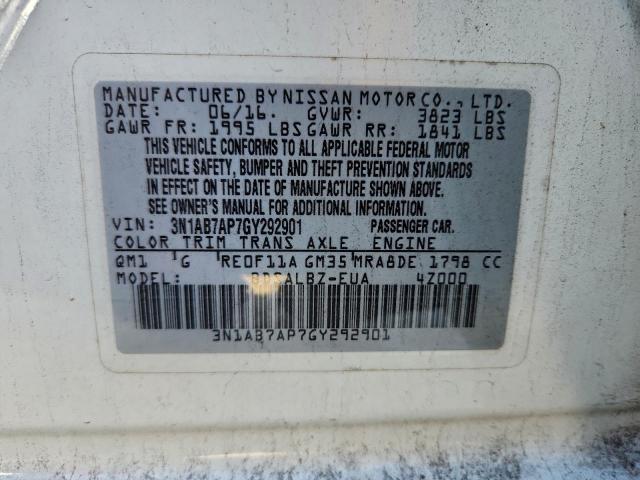 MANUFACTURED BY NISSAN MOTOR CO., LTD.
DATE: 06/16. GVWR: 3823 LBS
GAWR FR: 1995 LBS GAWR RR: 1841 LBS
THIS VEHICLE CONFORMS TO ALL APPLICABLE FEDERAL MOTOR
VEHICLE SAFETY, BUMPER AND THEFT PREVENTION STANDARDS
IN EFFECT ON THE DATE OF MANUFACTURE SHOWN ABOVE.
SEE OWNER'S MANUAL FOR ADDITIONAL INFORMATION.
VIN: 3N1AB7AP7GY292901 PASSENGER CAR.
COLOR TRIM TRANS AXLE ENGINE
QM1 G RE0F11A GM35 MRA8DE 1798 CC
MODEL: BDSALBZ-EUA 4Z000
3N1AB7AP7GY292901